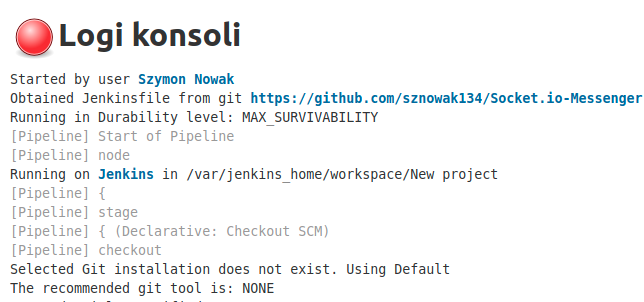 Logi konsoli
Started by user Szymon Nowak
Obtained Jenkinsfile from git https://github.com/sznowak134/Socket.io-Messenger
Running in Durability level: MAX_SURVIVABILITY
[Pipeline] Start of Pipeline
[Pipeline] node
Running on Jenkins in /var/jenkins_home/workspace/New project
[Pipeline] {
[Pipeline] stage
[Pipeline] { (Declarative: Checkout SCM)
[Pipeline] checkout
Selected Git installation does not exist. Using Default
The recommended git tool is: NONE